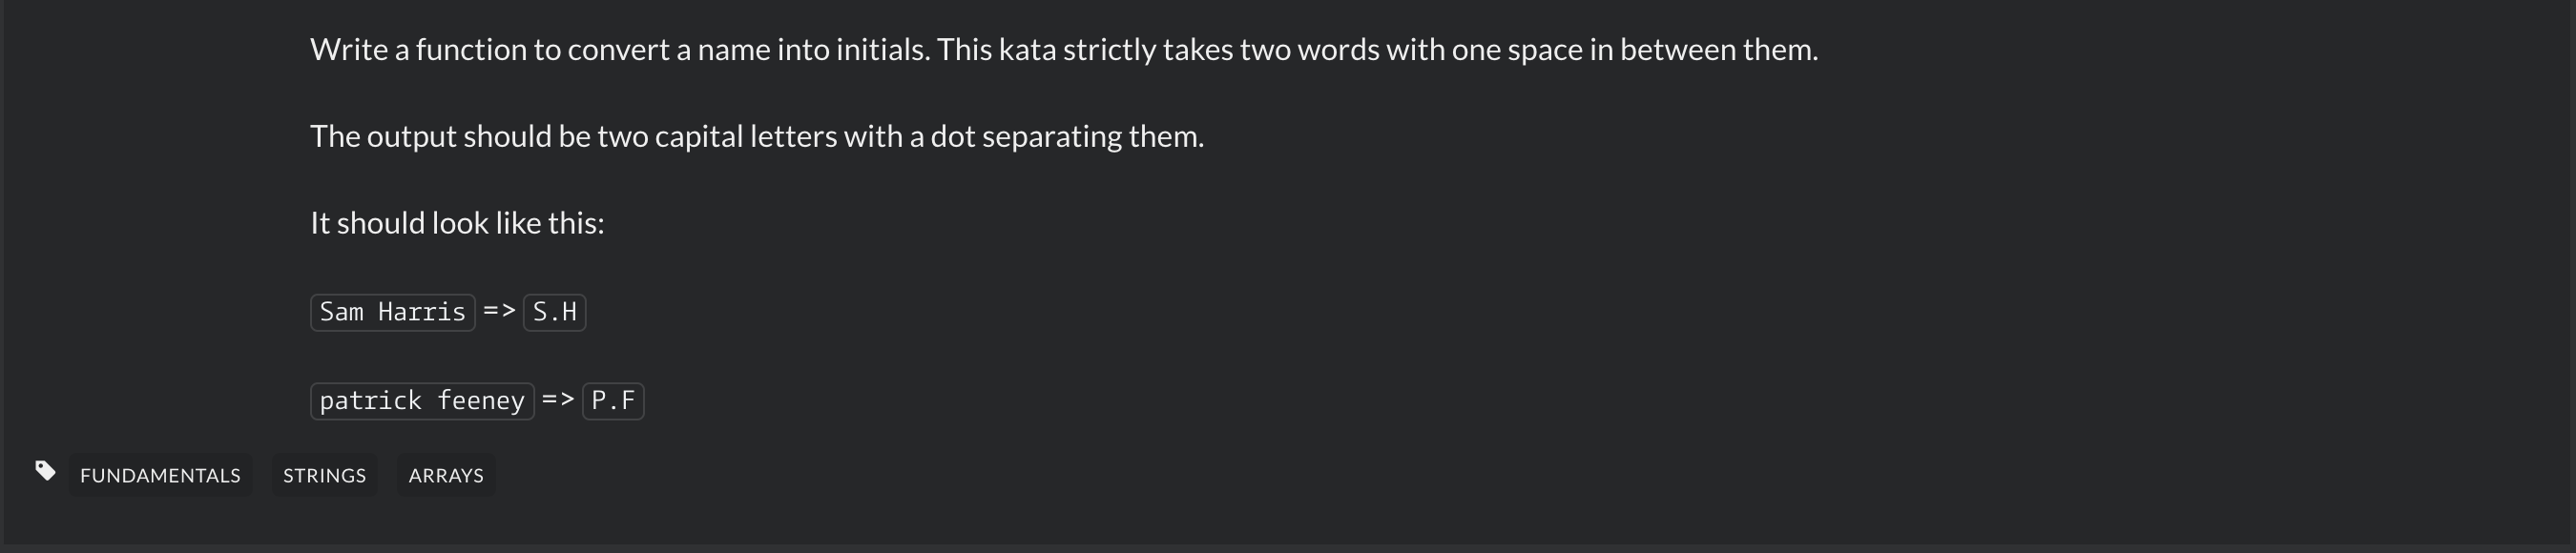 Write a function to convert a name into initials. This kata strictly takes two words with one space in between them.
The output should be two capital letters with a dot separating them.
It should look like this:
Sam Harris => S.H
patrick feeney => P.F
FUNDAMENTALS STRINGS ARRAYS